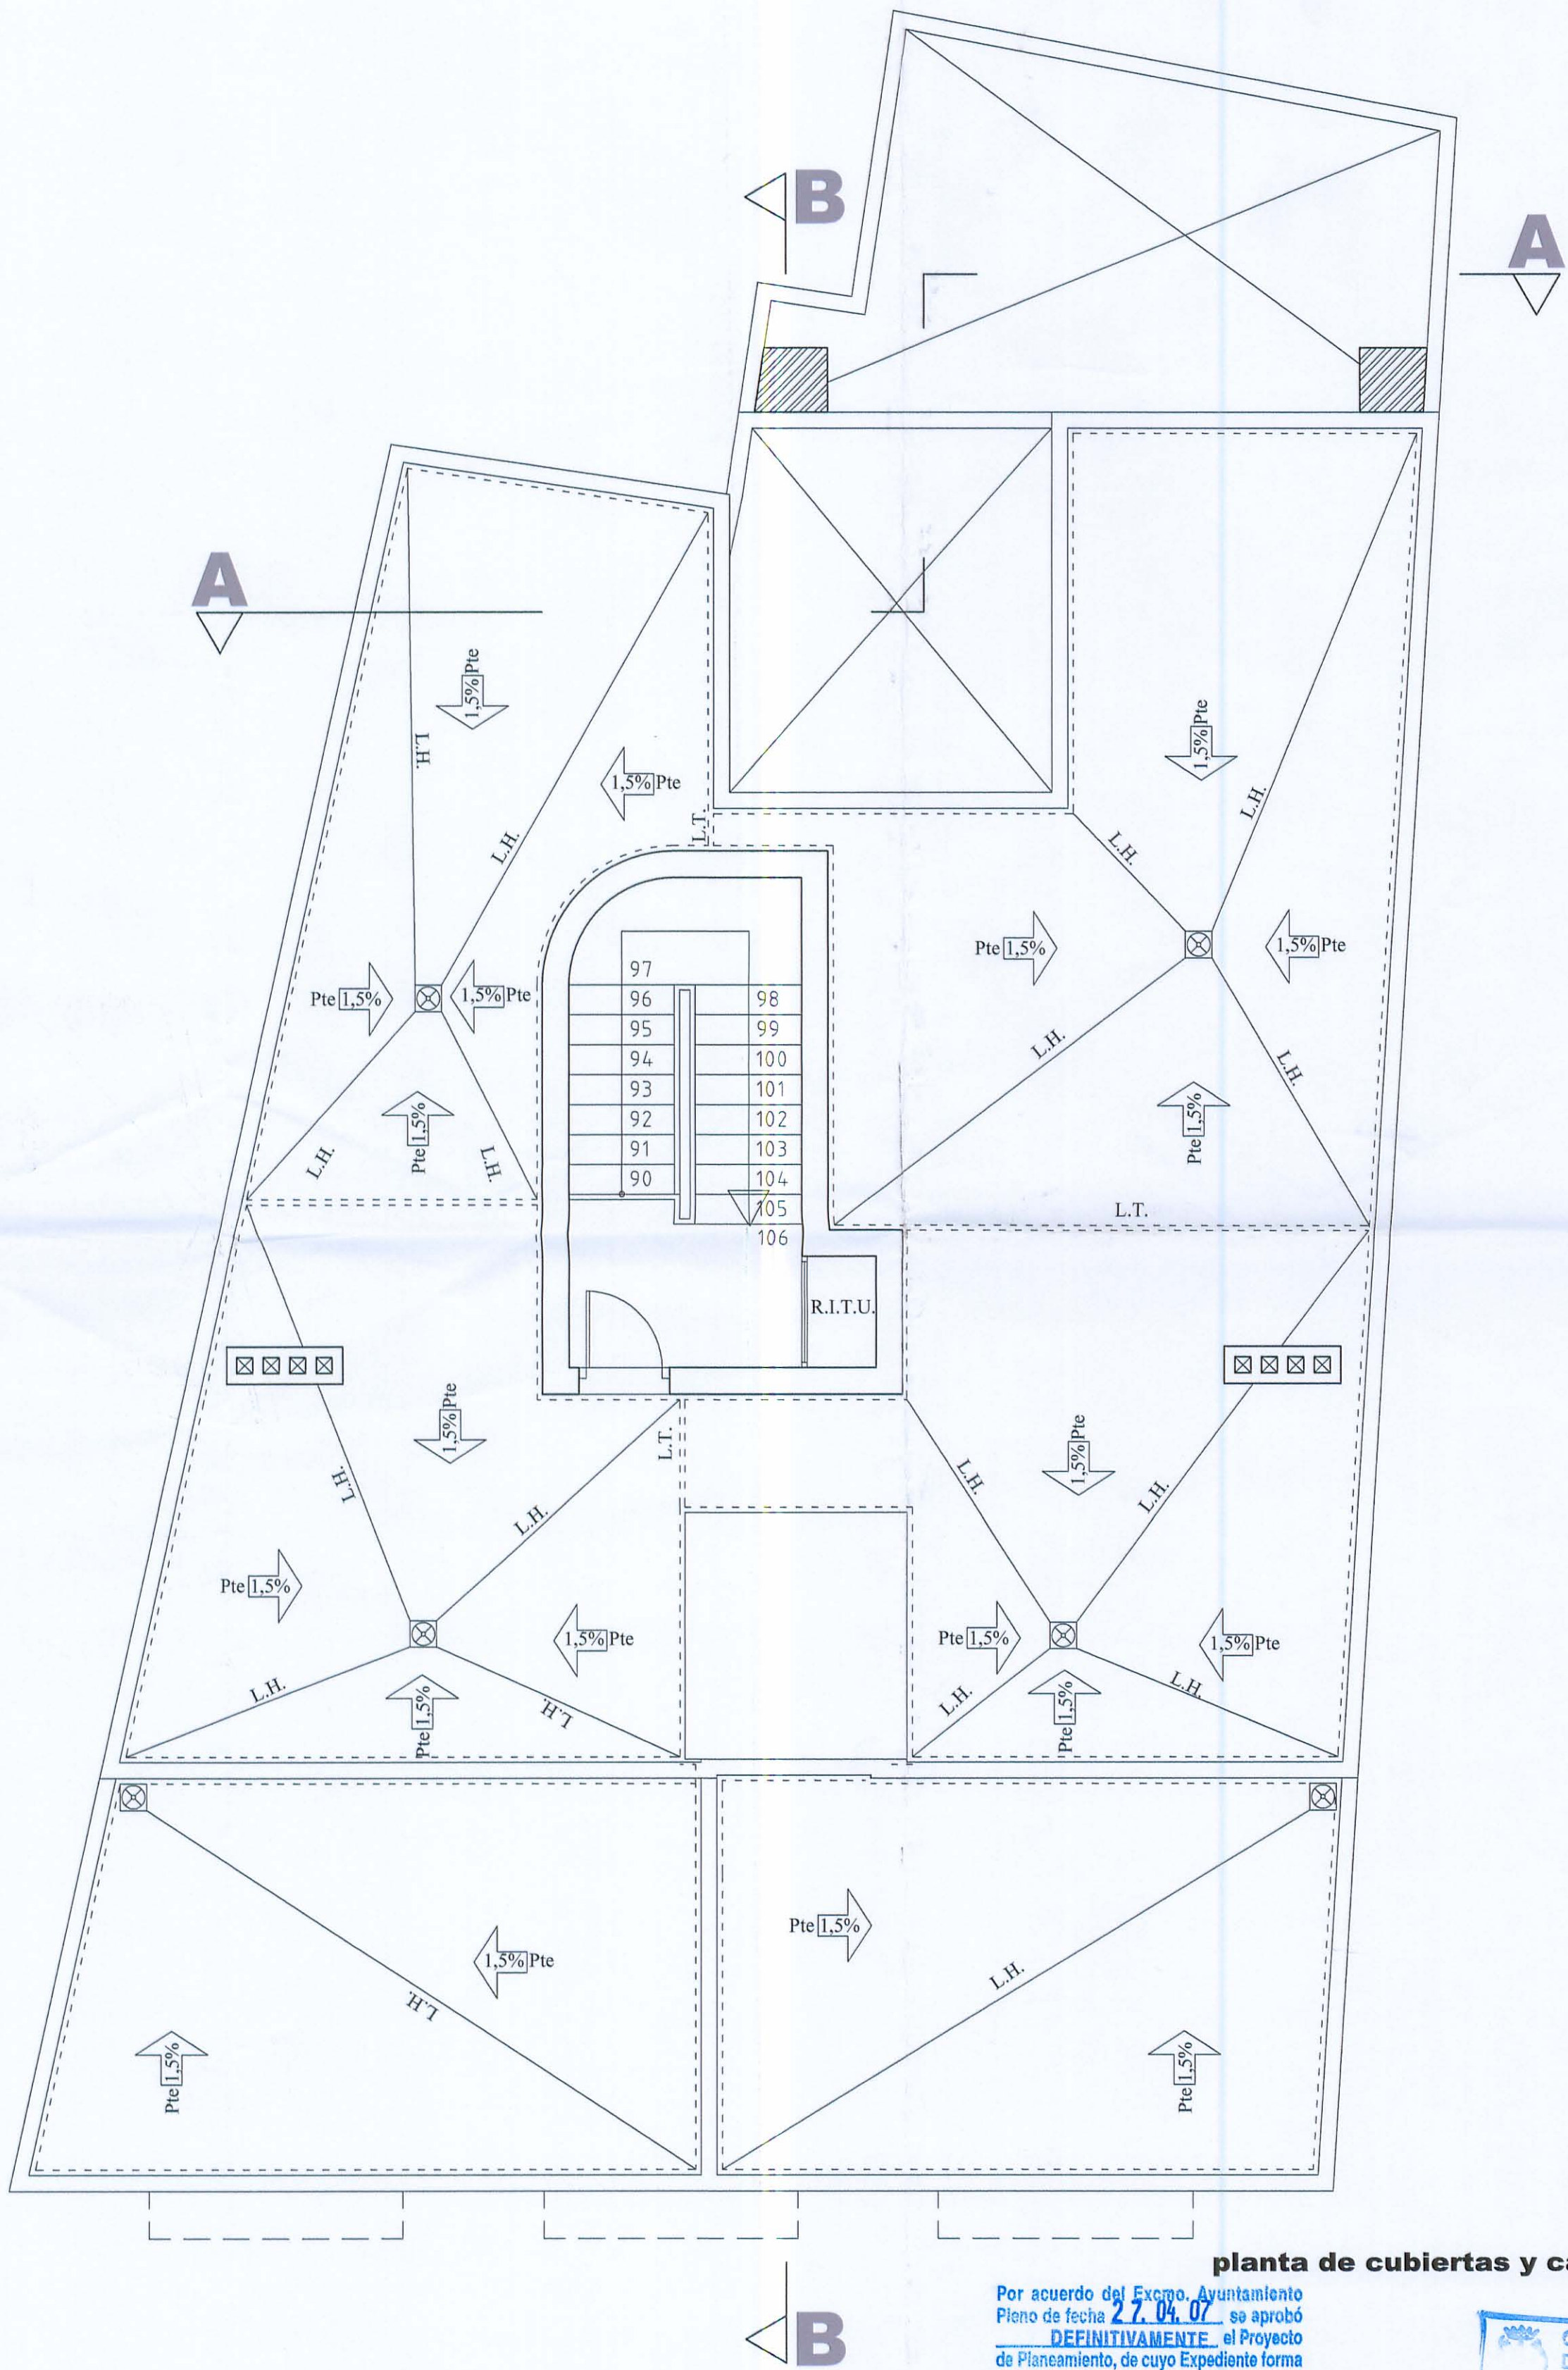 B
A
A
1,5% Pte
L.H.
1,5% Pte
L.H.
L.T.
1,5% Pte
L.H.
L.H.
Pte 1,5%
1,5% Pte
Pte 1,5%
1,5% Pte
97
96
95
94
93
92
91
90
98
99
100
101
102
103
104
105
106
L.H.
L.H.
Pte 1,5%
L.H.
L.H.
Pte 1,5%
L.T.
R.I.T.U.
1,5% Pte
L.T.
L.H.
L.H.
Pte 1,5%
1,5% Pte
L.H.
L.H.
Pte 1,5%
1,5% Pte
L.H.
L.H.
Pte 1,5%
1,5% Pte
L.H.
L.H.
Pte 1,5%
1,5% Pte
L.H.
Pte 1,5%
Pte 1,5%
L.H.
Pte 1,5%
planta de cubiertas y ca
Por acuerdo del Excmo. Ayuntamiento
Pleno de fecha 27. 04. 07 se aprobó
DEFINITIVAMENTE el Proyecto
de Planeamiento, de cuyo Expediente forma
B